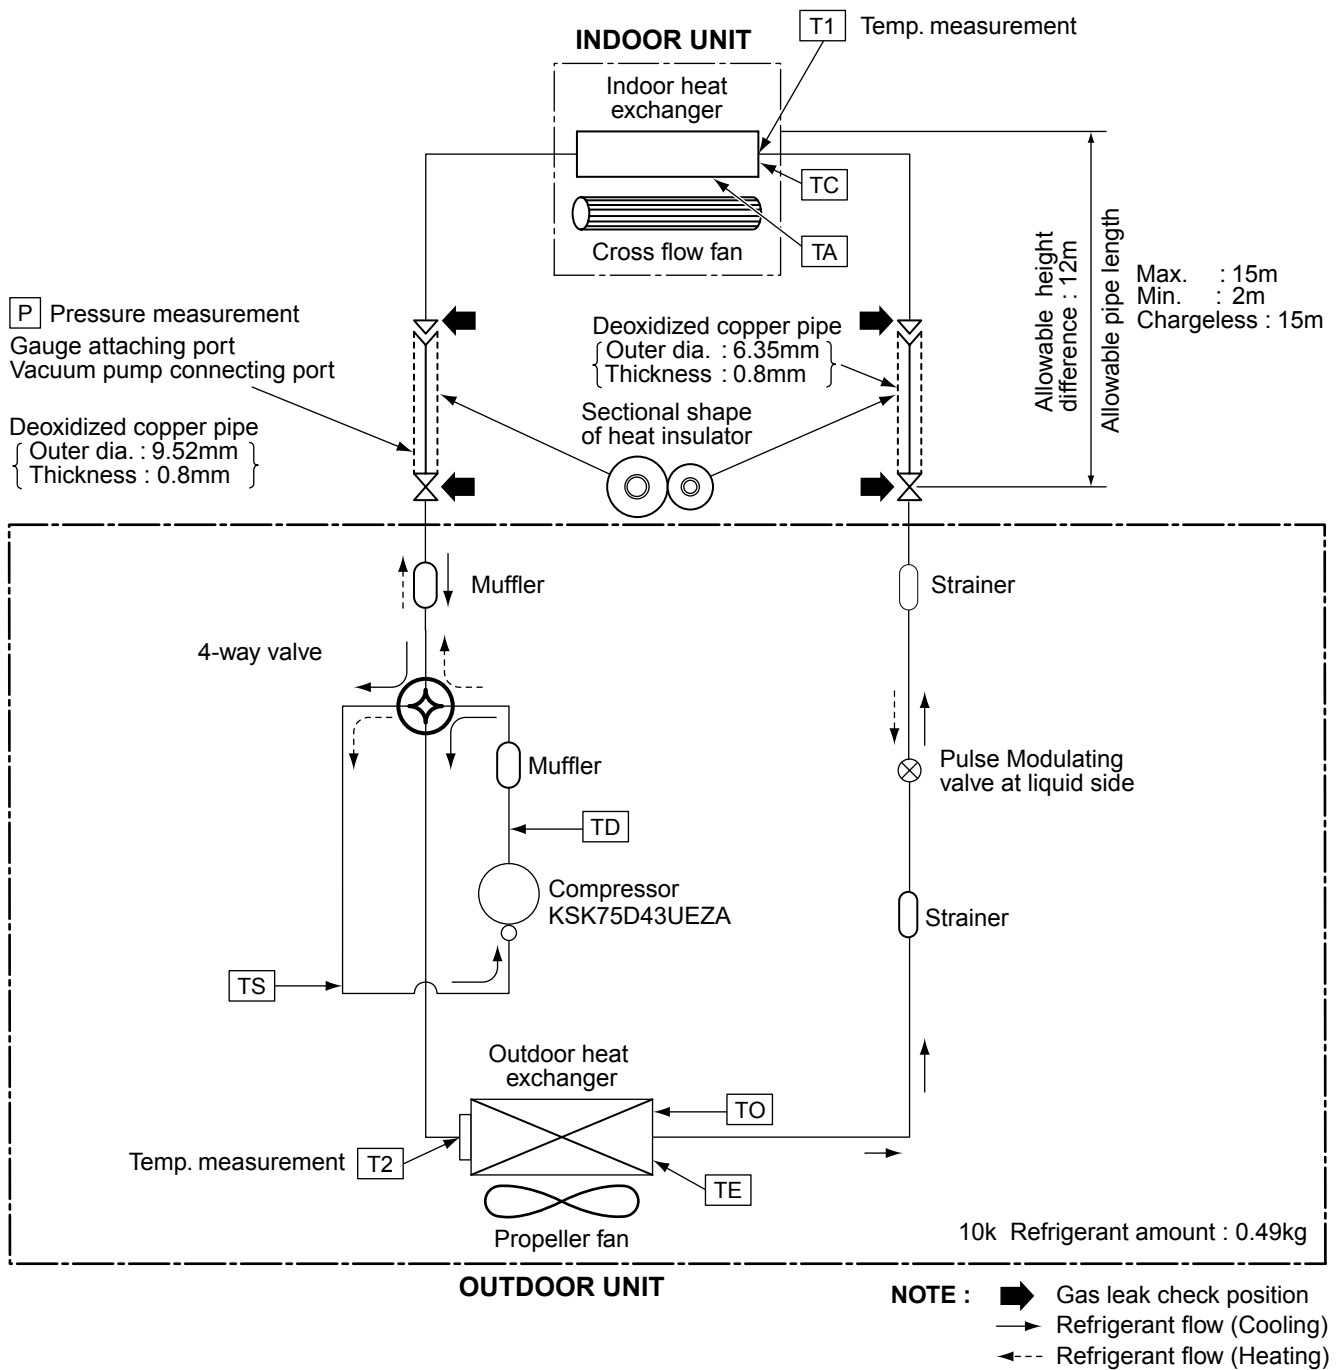 T1 Temp. measurement
INDOOR UNIT
Indoor heat
exchanger
TC
Cross flow fan
TA
Allowable height
difference : 12m
Allowable pipe length
Max. : 15m
Min. : 2m
Chargeless : 15m
P Pressure measurement
Gauge attaching port
Vacuum pump connecting port
Deoxidized copper pipe
Outer dia. : 9.52mm
Thickness : 0.8mm
Deoxidized copper pipe
Outer dia. : 6.35mm
Thickness : 0.8mm
Sectional shape
of heat insulator
Muffler
Strainer
4-way valve
Muffler
Pulse Modulating
valve at liquid side
TD
Compressor
KSK75D43UEZA
Strainer
TS
Outdoor heat
exchanger
TO
Temp. measurement T2
TE
Propeller fan
10k Refrigerant amount : 0.49kg
OUTDOOR UNIT
NOTE : Gas leak check position
Refrigerant flow (Cooling)
Refrigerant flow (Heating)